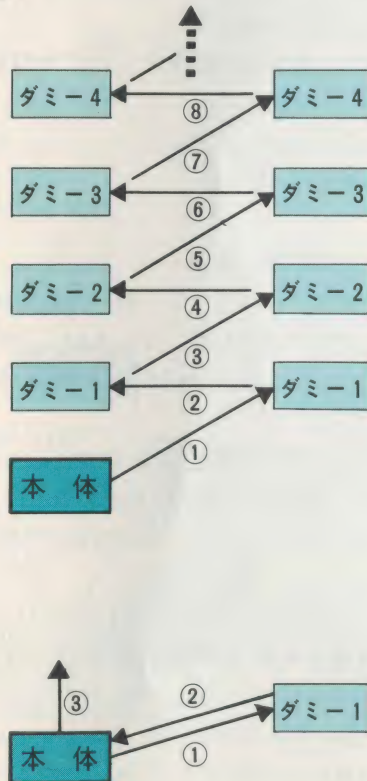 ダミー4 ダミー4
⑧
⑦
ダミー3 ダミー3
⑥
⑤
ダミー2 ダミー2
④
③
ダミー1 ダミー1
②
①
本 体
②
③ ダミー1
①
本 体